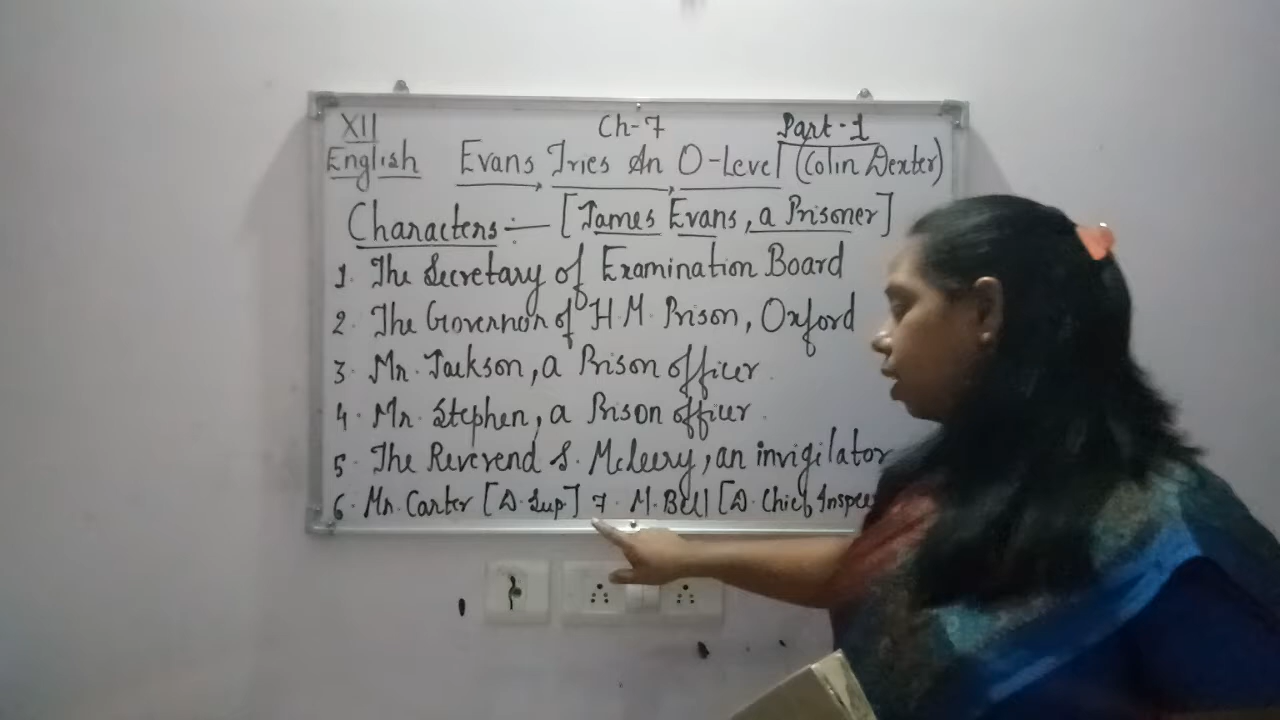 XII Ch-7 Part-1
English Evans Tries An O-Level (Colin Dexter)
Characters :- [James Evans, a Prisoner]
1. The Secretary of Examination Board
2. The Governor of H.M. Prison, Oxford
3. Mr. Jackson, a Prison officer.
4. Mr. Stephen, a Prison officer.
5. The Reverend S. McLeery, an invigilator
6. Mr. Carter [D. Sup.] 7. M. Bell [D. Chief Inspec